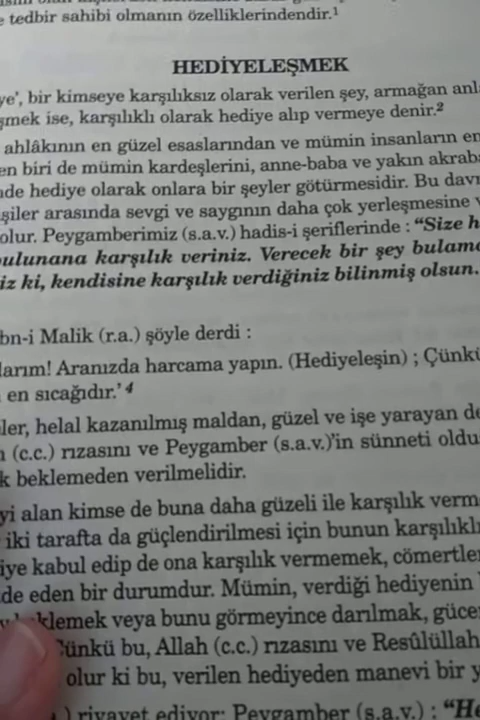 e tedbir sahibi olmanın özelliklerindendir.¹
HEDİYELEŞMEK
ye’, bir kimseye karşılıksız olarak verilen şey, armağan anl
şmek ise, karşılıklı olarak hediye alıp vermeye denir.²
ahlâkının en güzel esaslarından ve mümin insanların en
en biri de mümin kardeşlerini, anne-baba ve yakın akrab
de hediye olarak onlara bir şeyler götürmesidir. Bu davr
şiler arasında sevgi ve saygının daha çok yerleşmesine
olur. Peygamberimiz (s.a.v.) hadis-i şeriflerinde : “Size h
bulunana karşılık veriniz. Verecek bir şey bulama
iz ki, kendisine karşılık verdiğiniz bilinmiş olsun.
bn-i Malik (r.a.) şöyle derdi :
larım! Aranızda harcama yapın. (Hediyeleşin) ; Çünkü
en sıcağıdır.’ ⁴
ler, helal kazanılmış maldan, güzel ve işe yarayan
(c.c.) rızasını ve Peygamber (s.a.v.)’in sünneti oldu
k beklemeden verilmelidir.
yi alan kimse de buna daha güzeli ile karşılık verm
iki tarafta da güçlendirilmesi için bunun karşılıklı
iye kabul edip de ona karşılık vermemek, cömertle
de eden bir durumdur. Mümin, verdiği hediyenin
klemek veya bunu görmeyince darılmak, güce
Çünkü bu, Allah (c.c.) rızasını ve Resûlüllah
olur ki bu, verilen hediyeden manevi bir y
) rivayet ediyor: Peygamber (s.a.v.) : “He